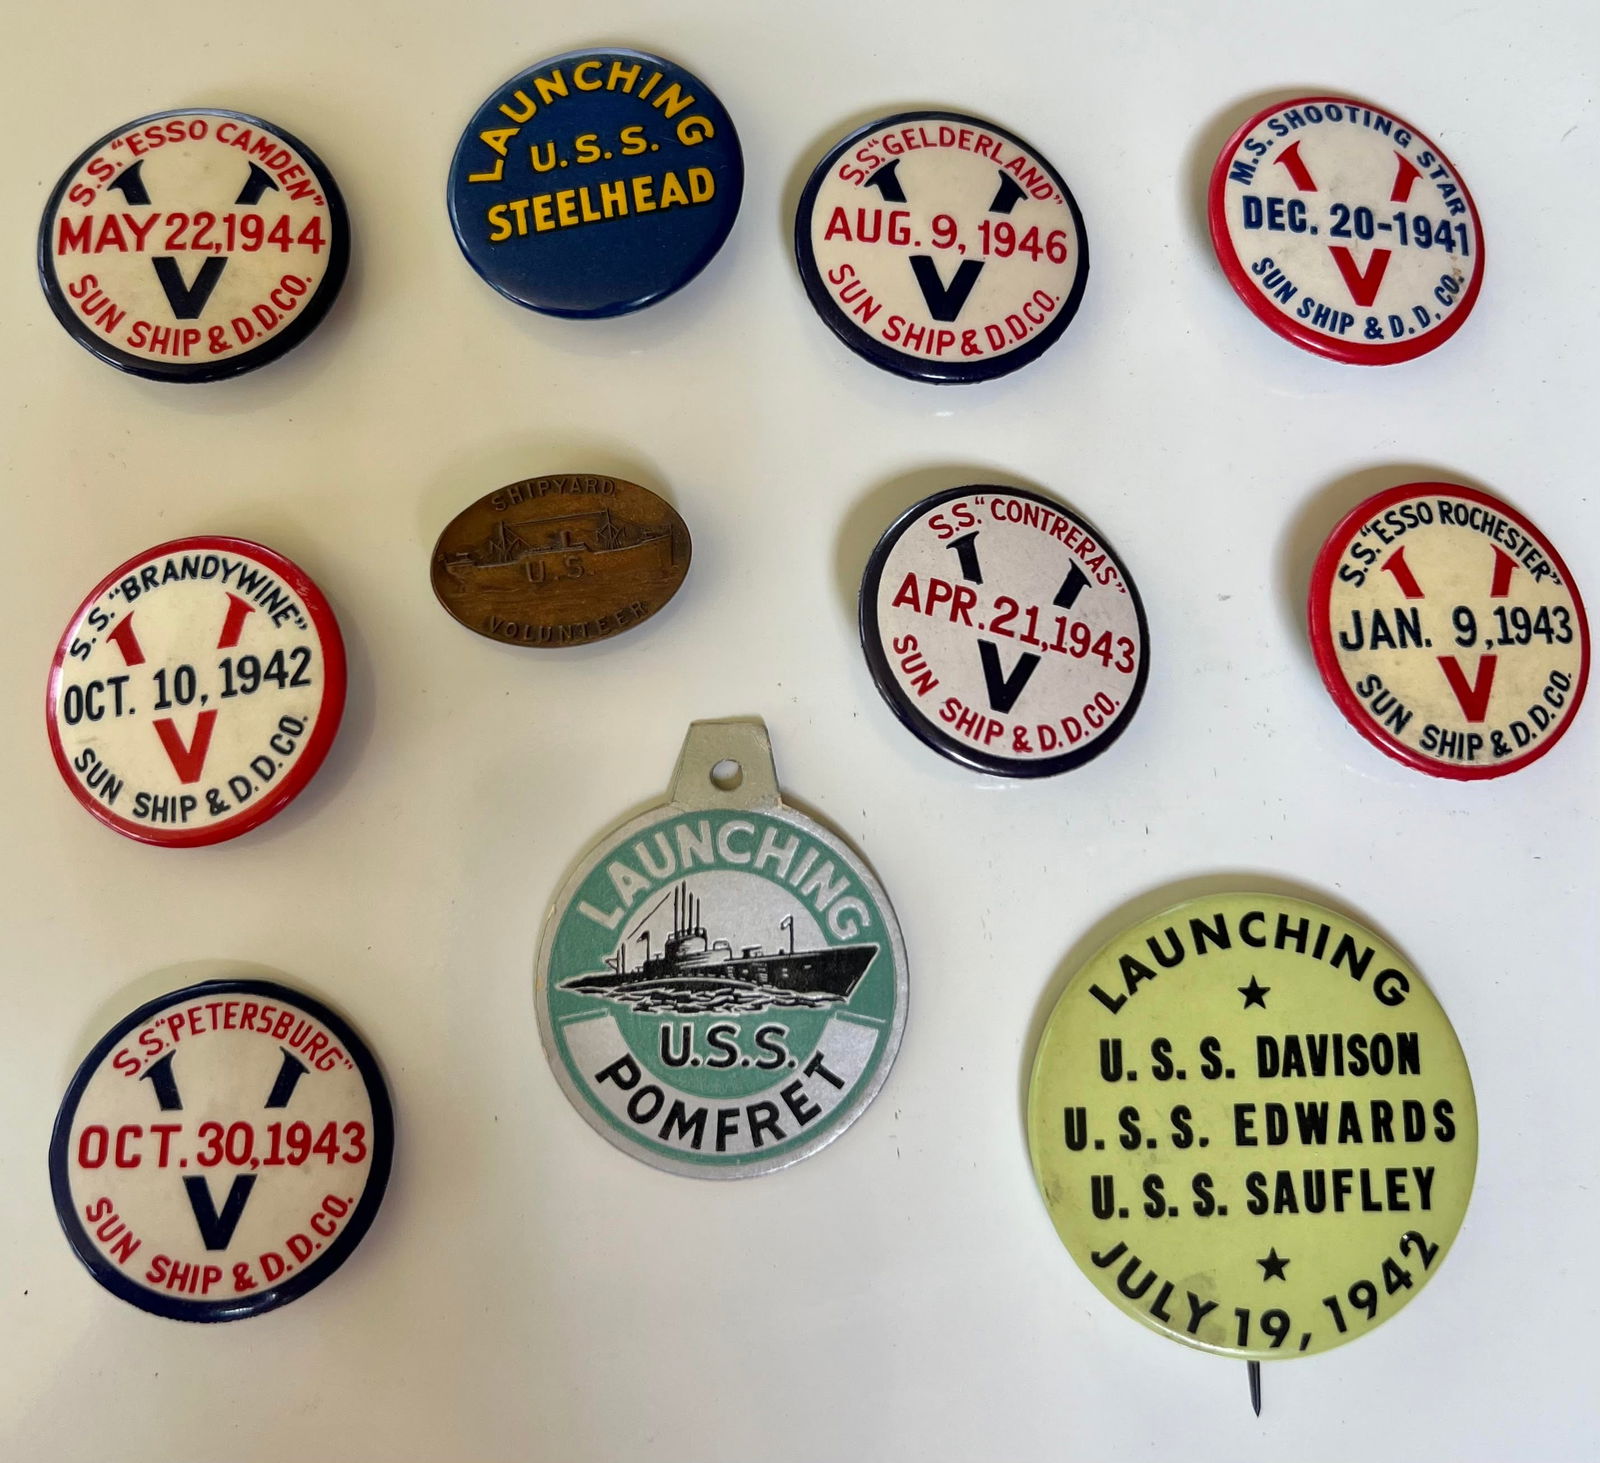 S.S. "ESSO CAMDEN"
V
MAY 22, 1944
SUN SHIP & D.D.CO.
LAUNCHING
U.S.S.
STEELHEAD
S.S. "GELDERLAND"
V
AUG. 9, 1946
SUN SHIP & D.D.CO.
M.S. SHOOTING STAR
V
DEC. 20-1941
SUN SHIP & D.D, CO.
S.S. "BRANDYWINE"
V
OCT. 10, 1942
SUN SHIP & D.D.CO.
SHIPYARD
U.S.
VOLUNTEER
S.S. "CONTRERAS"
V
APR. 21, 1943
SUN SHIP & D.D.CO.
S.S. "ESSO ROCHESTER"
V
JAN. 9, 1943
SUN SHIP & D.D.CO.
S.S. "PETERSBURG"
V
OCT. 30, 1943
SUN SHIP & D.D.CO.
LAUNCHING
U.S.S.
POMFRET
LAUNCHING
U.S.S. DAVISON
U.S.S. EDWARDS
U.S.S. SAUFLEY
JULY 19, 1942